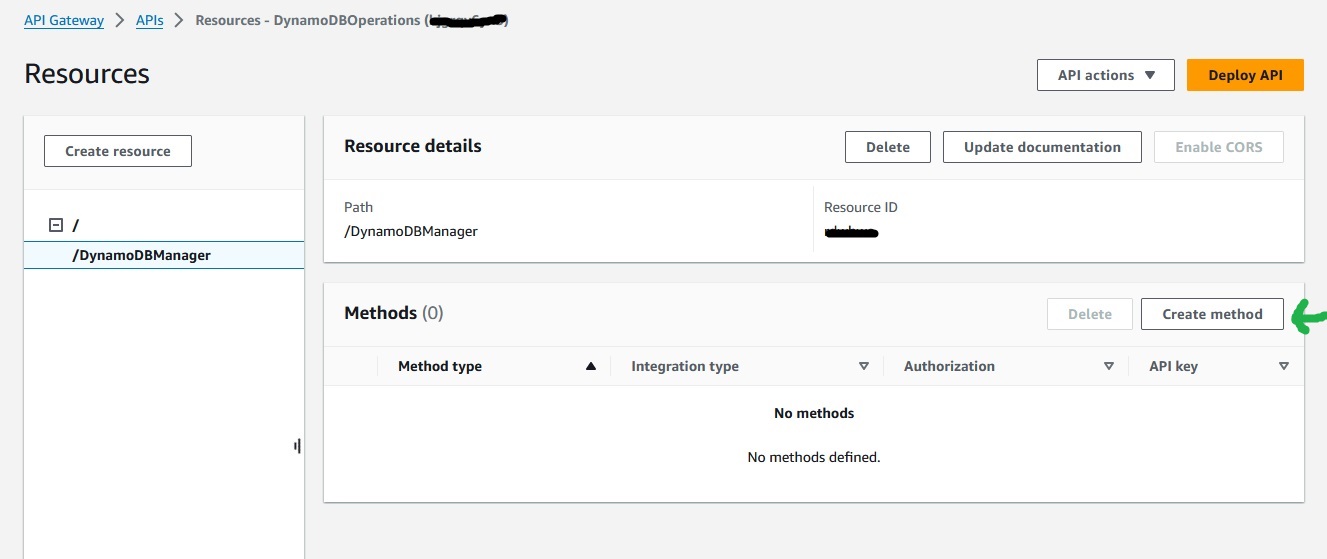 API Gateway > APIs > Resources - DynamoDBOperations (
Resources
API actions ▼ Deploy API
Create resource
/
/DynamoDBManager
Resource details Delete Update documentation Enable CORS
Path Resource ID
/DynamoDBManager
Methods (0) Delete Create method
Method type ▲ Integration type ▽ Authorization ▽ API key ▽
No methods
No methods defined.